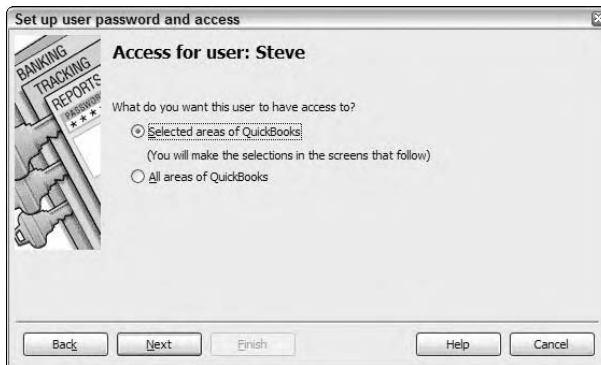 Set up user password and access
BANKING
TRACKING
REPORTS
PASSWOR
* * *
Access for user: Steve
What do you want this user to have access to?
Selected areas of QuickBooks
(You will make the selections in the screens that follow)
All areas of QuickBooks
Back
Next
Finish
Help
Cancel